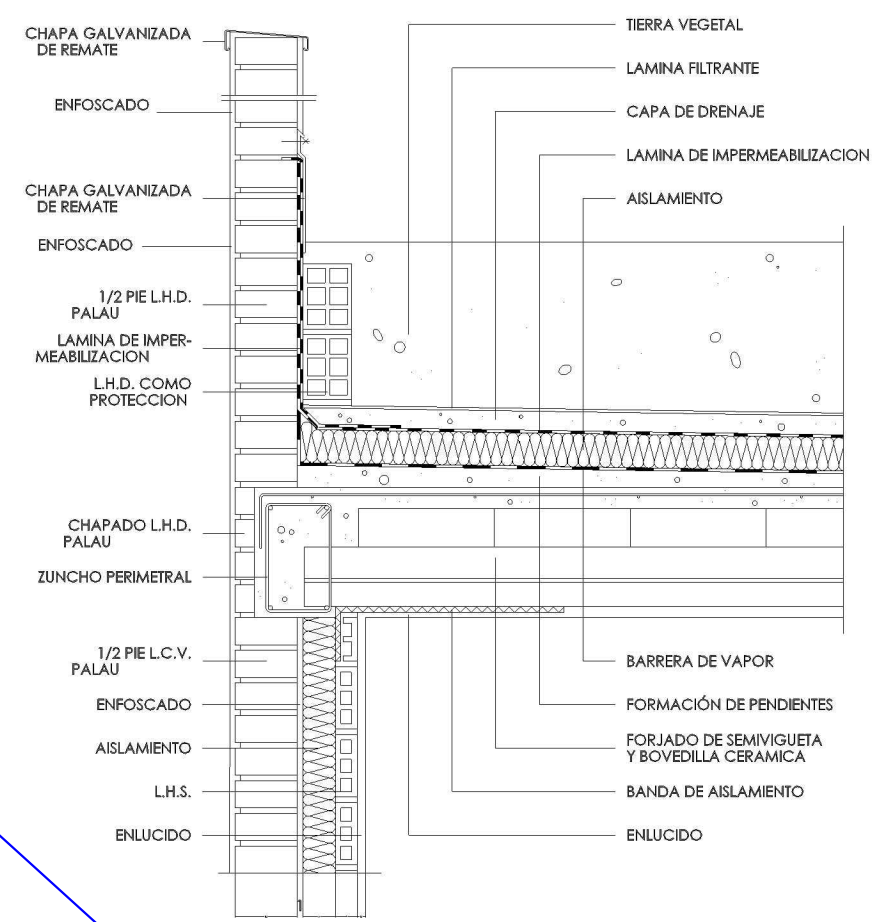 CHAPA GALVANIZADA
DE REMATE
ENFOSCADO
CHAPA GALVANIZADA
DE REMATE
ENFOSCADO
1/2 PIE L.H.D.
PALAU
LAMINA DE IMPER-
MEABILIZACION
L.H.D. COMO
PROTECCION
CHAPADO L.H.D.
PALAU
ZUNCHO PERIMETRAL
1/2 PIE L.C.V.
PALAU
ENFOSCADO
AISLAMIENTO
L.H.S.
ENLUCIDO
TIERRA VEGETAL
LAMINA FILTRANTE
CAPA DE DRENAJE
LAMINA DE IMPERMEABILIZACION
AISLAMIENTO
BARRERA DE VAPOR
FORMACIÓN DE PENDIENTES
FORJADO DE SEMIVIGUETA
Y BOVEDILLA CERAMICA
BANDA DE AISLAMIENTO
ENLUCIDO